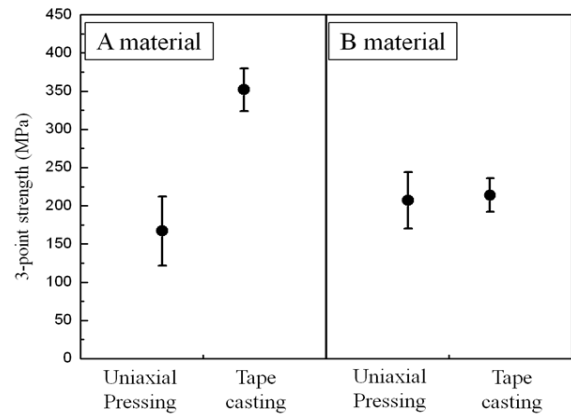 450
400
350
300
250
200
150
100
50
0
3-point strength (MPa)
A material
B material
Uniaxial
Pressing
Tape
casting
Uniaxial
Pressing
Tape
casting